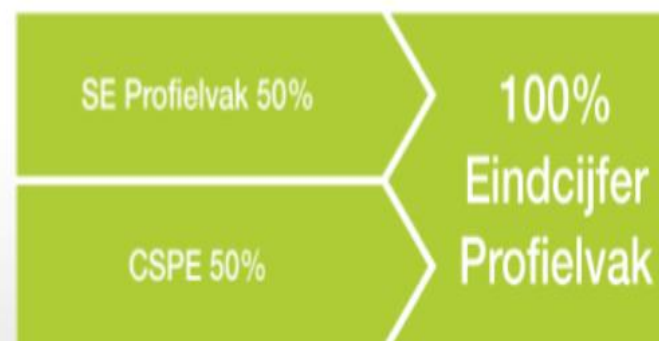 SE Profielvak 50%
CSPE 50%
100%
Eindcijfer
Profielvak